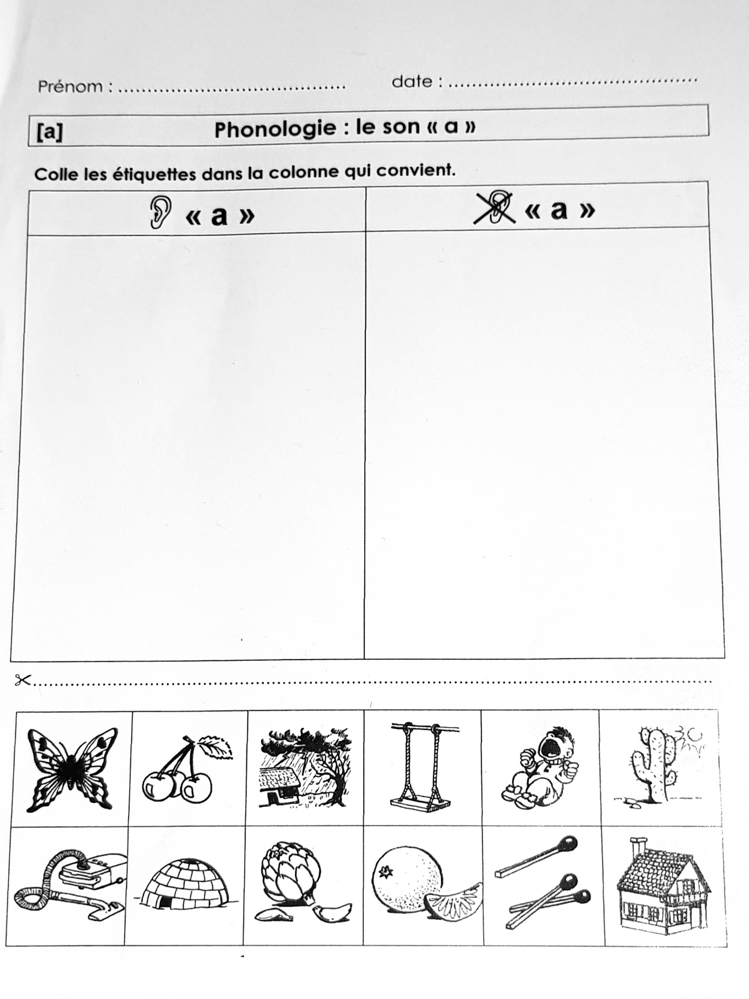 Prénom : ........................................ date : ............................................
[a] Phonologie : le son « a »
Colle les étiquettes dans la colonne qui convient.
« a » « a »